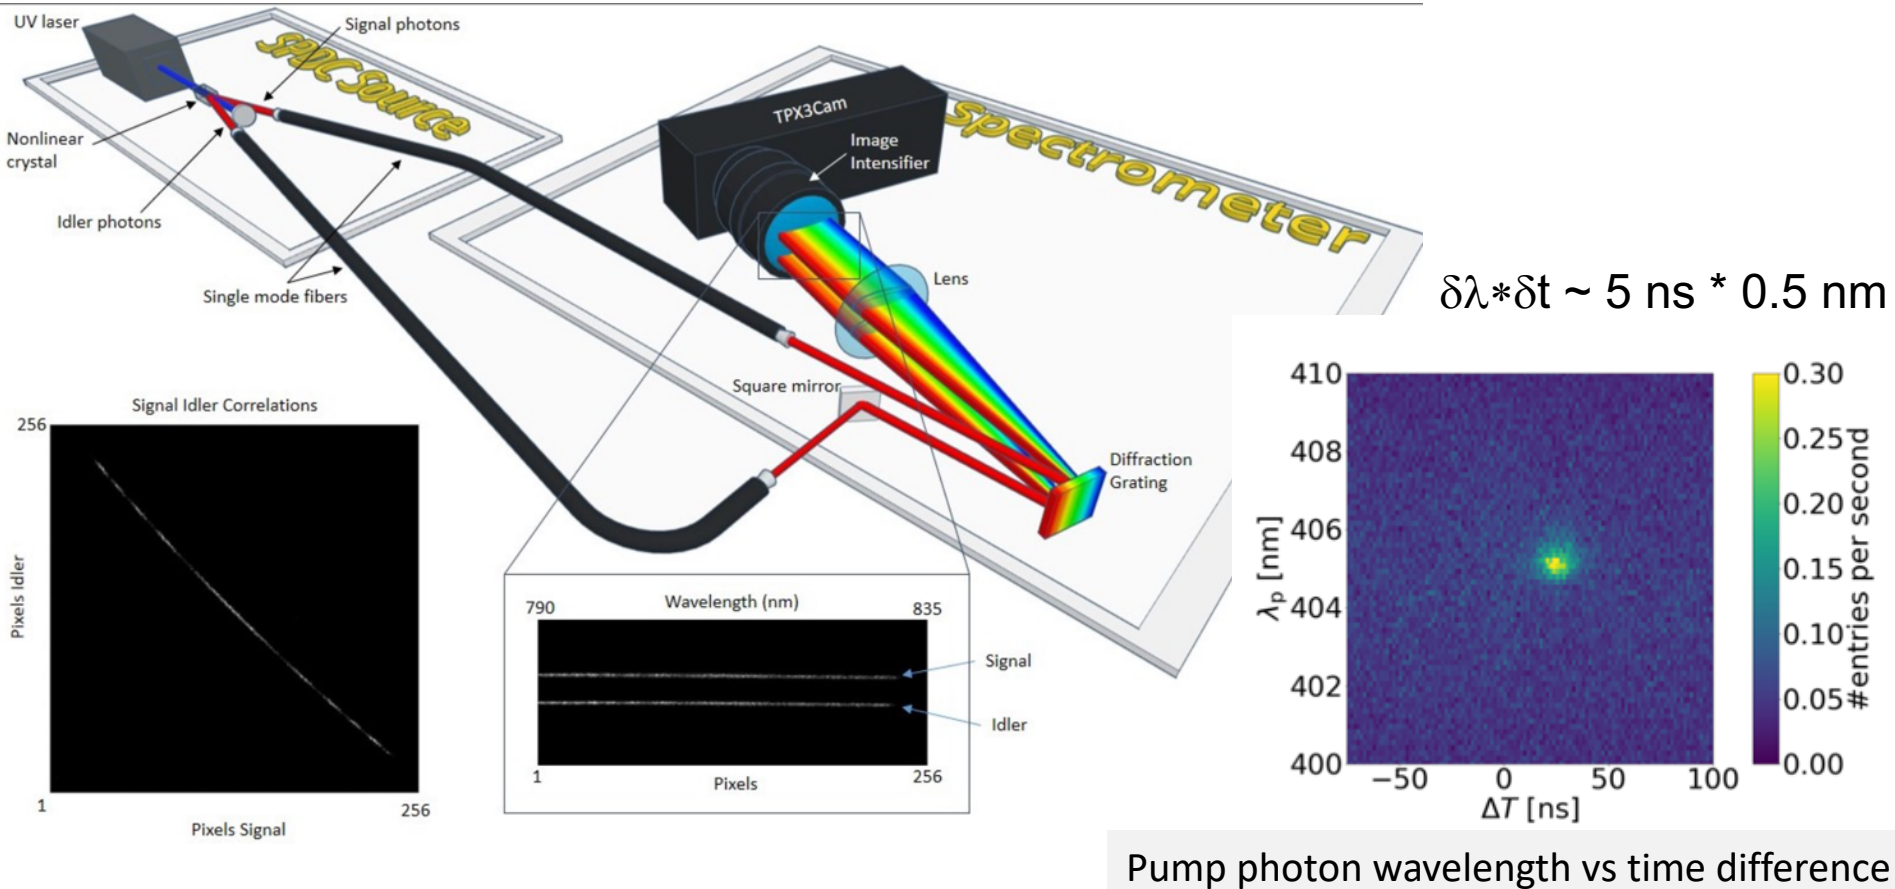 UV laser
Signal photons
SPDC Source
Nonlinear
crystal
Idler photons
Single mode fibers
TPX3Cam
Image
Intensifier
Spectrometer
Lens
Square mirror
Diffraction
Grating
δλ*δt ~ 5 ns * 0.5 nm
Signal Idler Correlations
256
Pixels Idler
1
256
Pixels Signal
790
Wavelength (nm)
835
Signal
Idler
1
Pixels
256
410
408
406
404
402
400
λp [nm]
−50
0
50
100
ΔT [ns]
0.30
0.25
0.20
0.15
0.10
0.05
0.00
#entries per second
Pump photon wavelength vs time difference